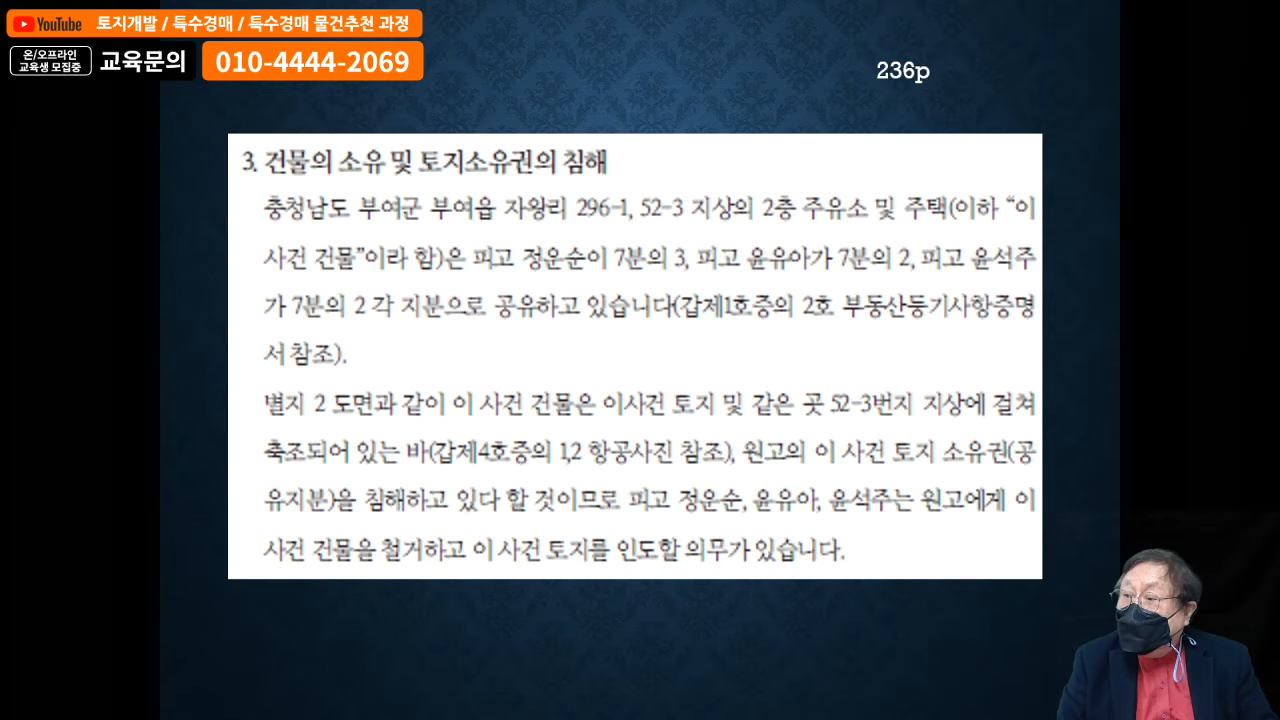 YouTube 토지개발 / 특수경매 / 특수경매 물건추천 과정
온/오프라인
교육생 모집중
교육문의
010-4444-2069
236p
3. 건물의 소유 및 토지소유권의 침해
충청남도 부여군 부여읍 자왕리 296-1, 52-3 지상의 2층 주유소 및 주택(이하 “이
사건 건물”이라 함)은 피고 정운순이 7분의 3, 피고 윤유아가 7분의 2, 피고 윤석주
가 7분의 2 각 지분으로 공유하고 있습니다(갑제1호증의 2호 부동산등기사항증명
서 참조).
별지 2 도면과 같이 이 사건 건물은 이사건 토지 및 같은 곳 52-3번지 지상에 걸쳐
축조되어 있는 바(갑제4호증의 1,2 항공사진 참조), 원고의 이 사건 토지 소유권(공
유지분)을 침해하고 있다 할 것이므로 피고 정운순, 윤유아, 윤석주는 원고에게 이
사건 건물을 철거하고 이 사건 토지를 인도할 의무가 있습니다.